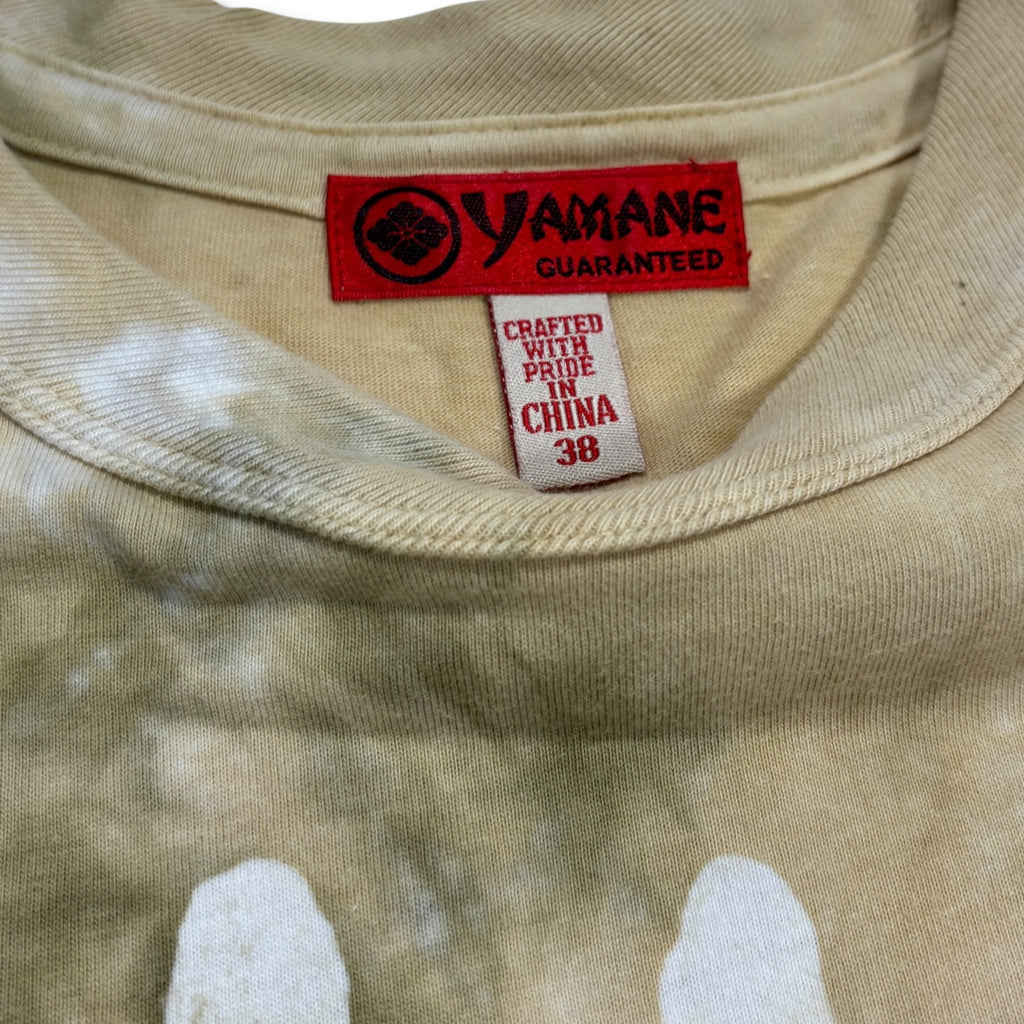 YAMANE
GUARANTEED
CRAFTED
WITH
PRIDE
IN
CHINA
38